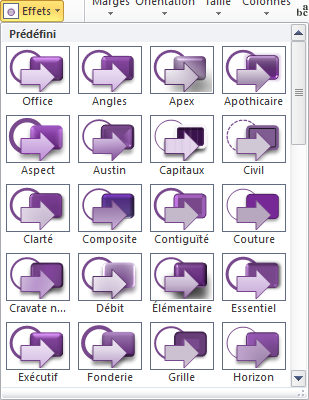 Effets
Marges Orientation Taille Colonnes
a
bc
Prédéfini
Office Angles Apex Apothicaire
Aspect Austin Capitaux Civil
Clarté Composite Contiguïté Couture
Cravate n... Débit Élémentaire Essentiel
Exécutif Fonderie Grille Horizon